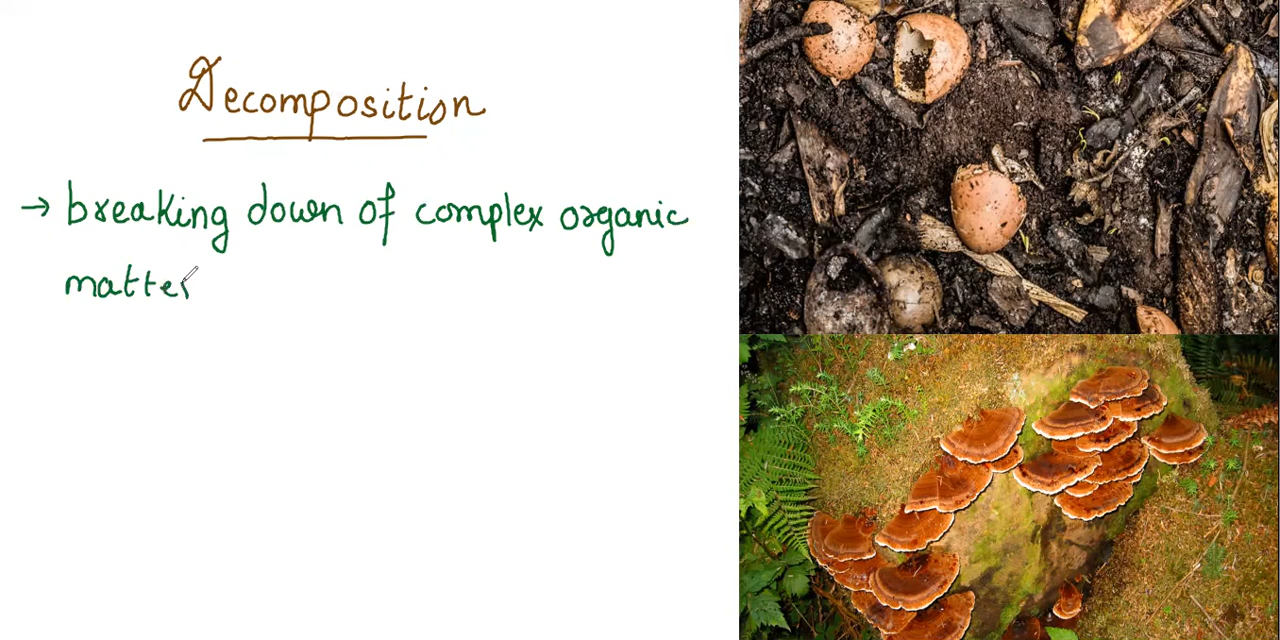 Decomposition
→ breaking down of complex organic
matter